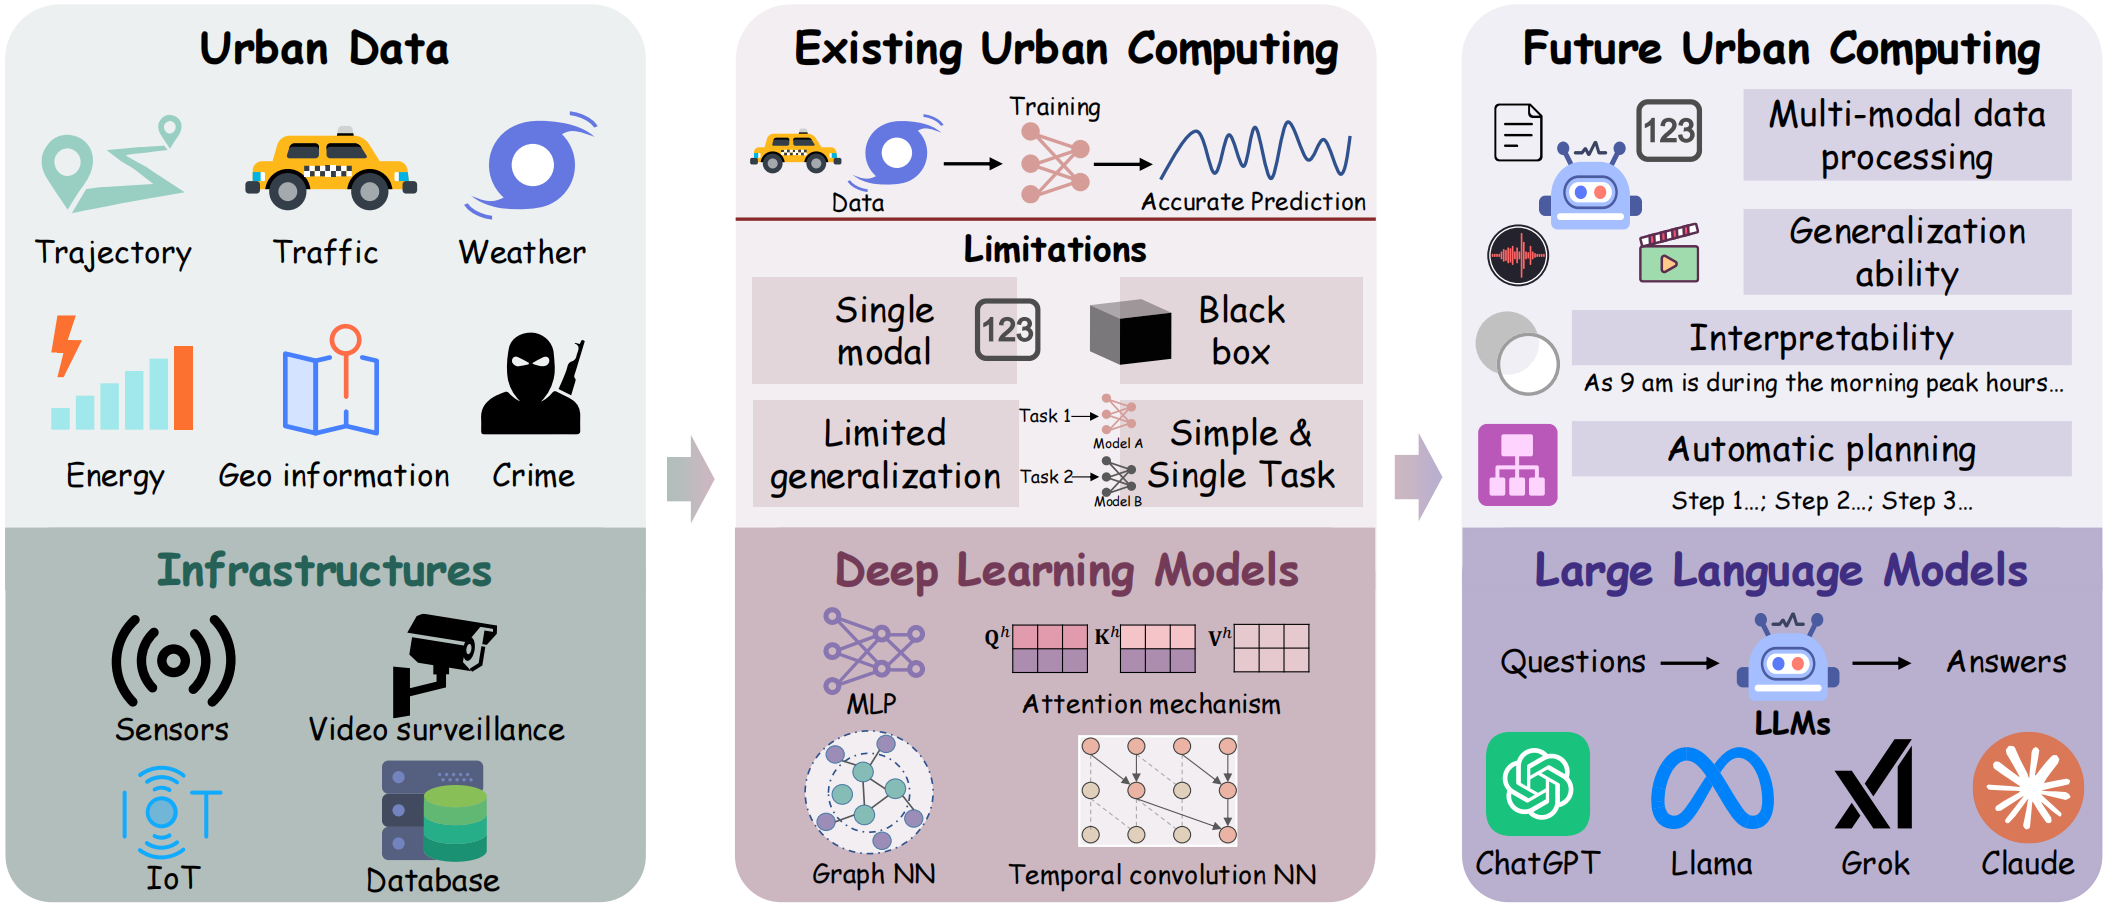 Urban Data
Trajectory
Traffic
Weather
Energy
Geo information
Crime
Infrastructures
Sensors
Video surveillance
IoT
IoT
Database
Existing Urban Computing
Training
Data
Accurate Prediction
Limitations
Single
modal
123
Black
box
Limited
generalization
Task 1
Model A
Task 2
Model B
Simple &
Single Task
Deep Learning Models
MLP
Qʰ
Kʰ
Vʰ
Attention mechanism
Graph NN
Temporal convolution NN
Future Urban Computing
123
Multi-modal data
processing
Generalization
ability
Interpretability
As 9 am is during the morning peak hours...
Automatic planning
Step 1...; Step 2...; Step 3...
Large Language Models
Questions
Answers
LLMs
ChatGPT
Llama
Grok
Claude